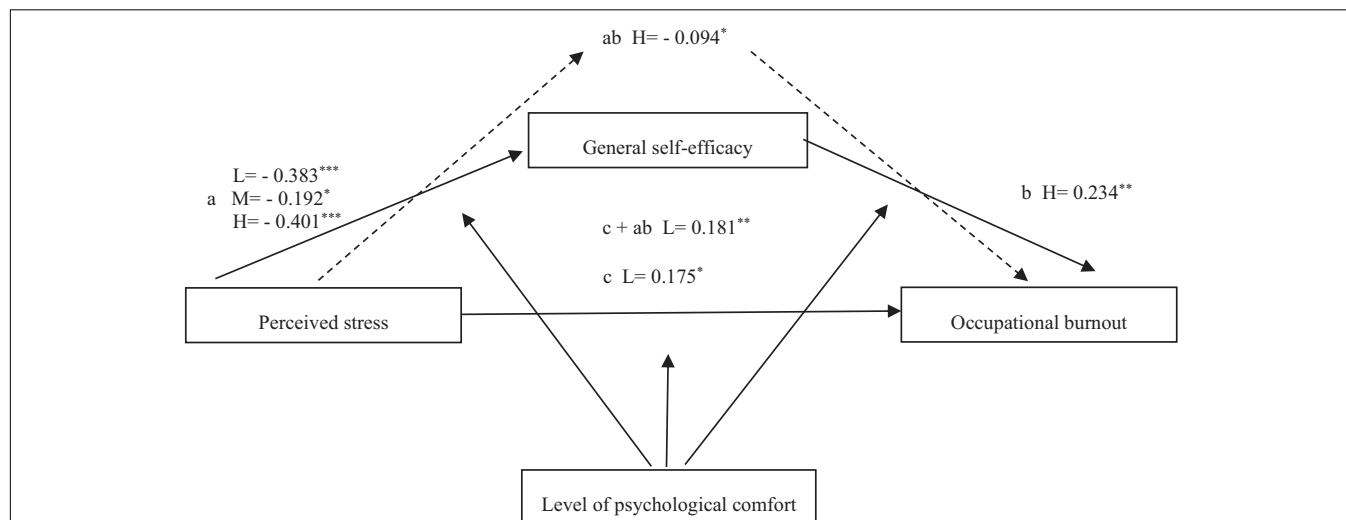 ab H= - 0.094*
General self-efficacy
L= - 0.383***
a M= - 0.192*
H= - 0.401***
b H= 0.234**
c + ab L= 0.181**
c L= 0.175*
Perceived stress
Occupational burnout
Level of psychological comfort